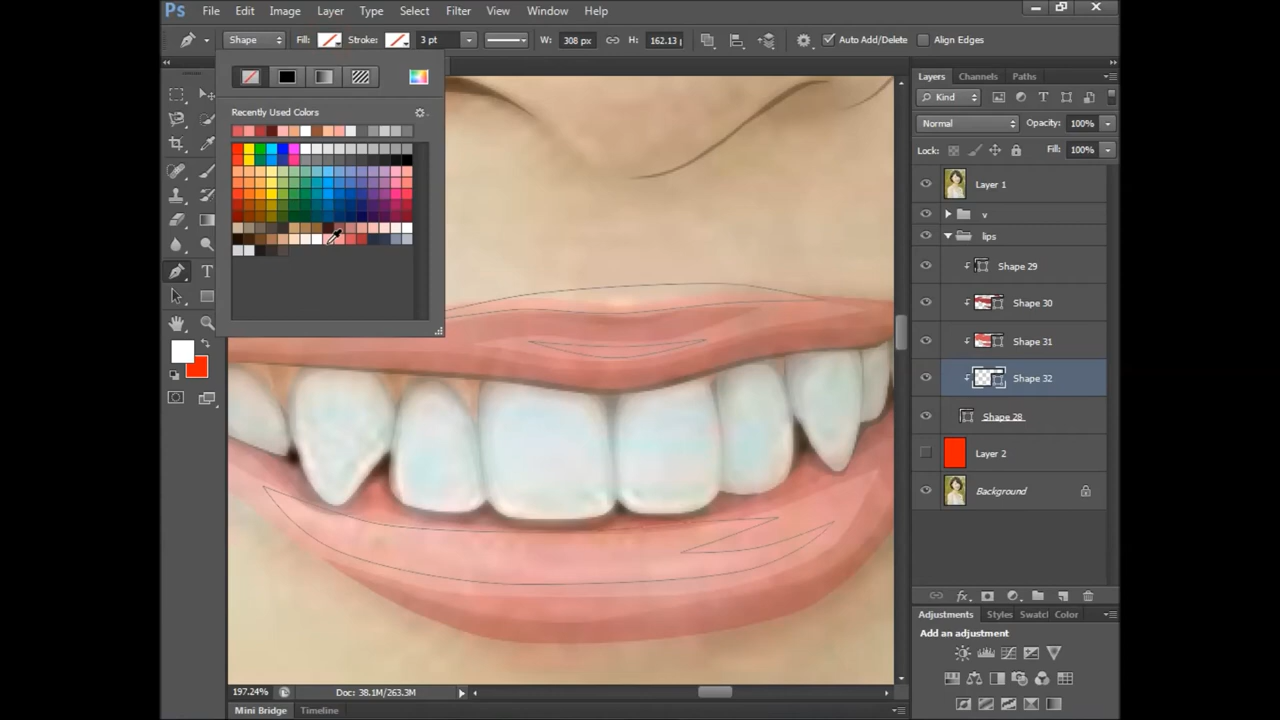 Ps File Edit Image Layer Type Select Filter View Window Help
Shape Fill: Stroke: 3 pt W: 308 px H: 162.13 Auto Add/Delete Align Edges
Recently Used Colors
Layers Channels Paths
Kind
Normal Opacity: 100%
Lock: Fill: 100%
Layer 1
v
lips
Shape 29
Shape 30
Shape 31
Shape 32
Shape 28
Layer 2
Background
Adjustments Styles Swatcl Color
Add an adjustment
197.24% Doc: 38.1M/263.3M
Mini Bridge Timeline